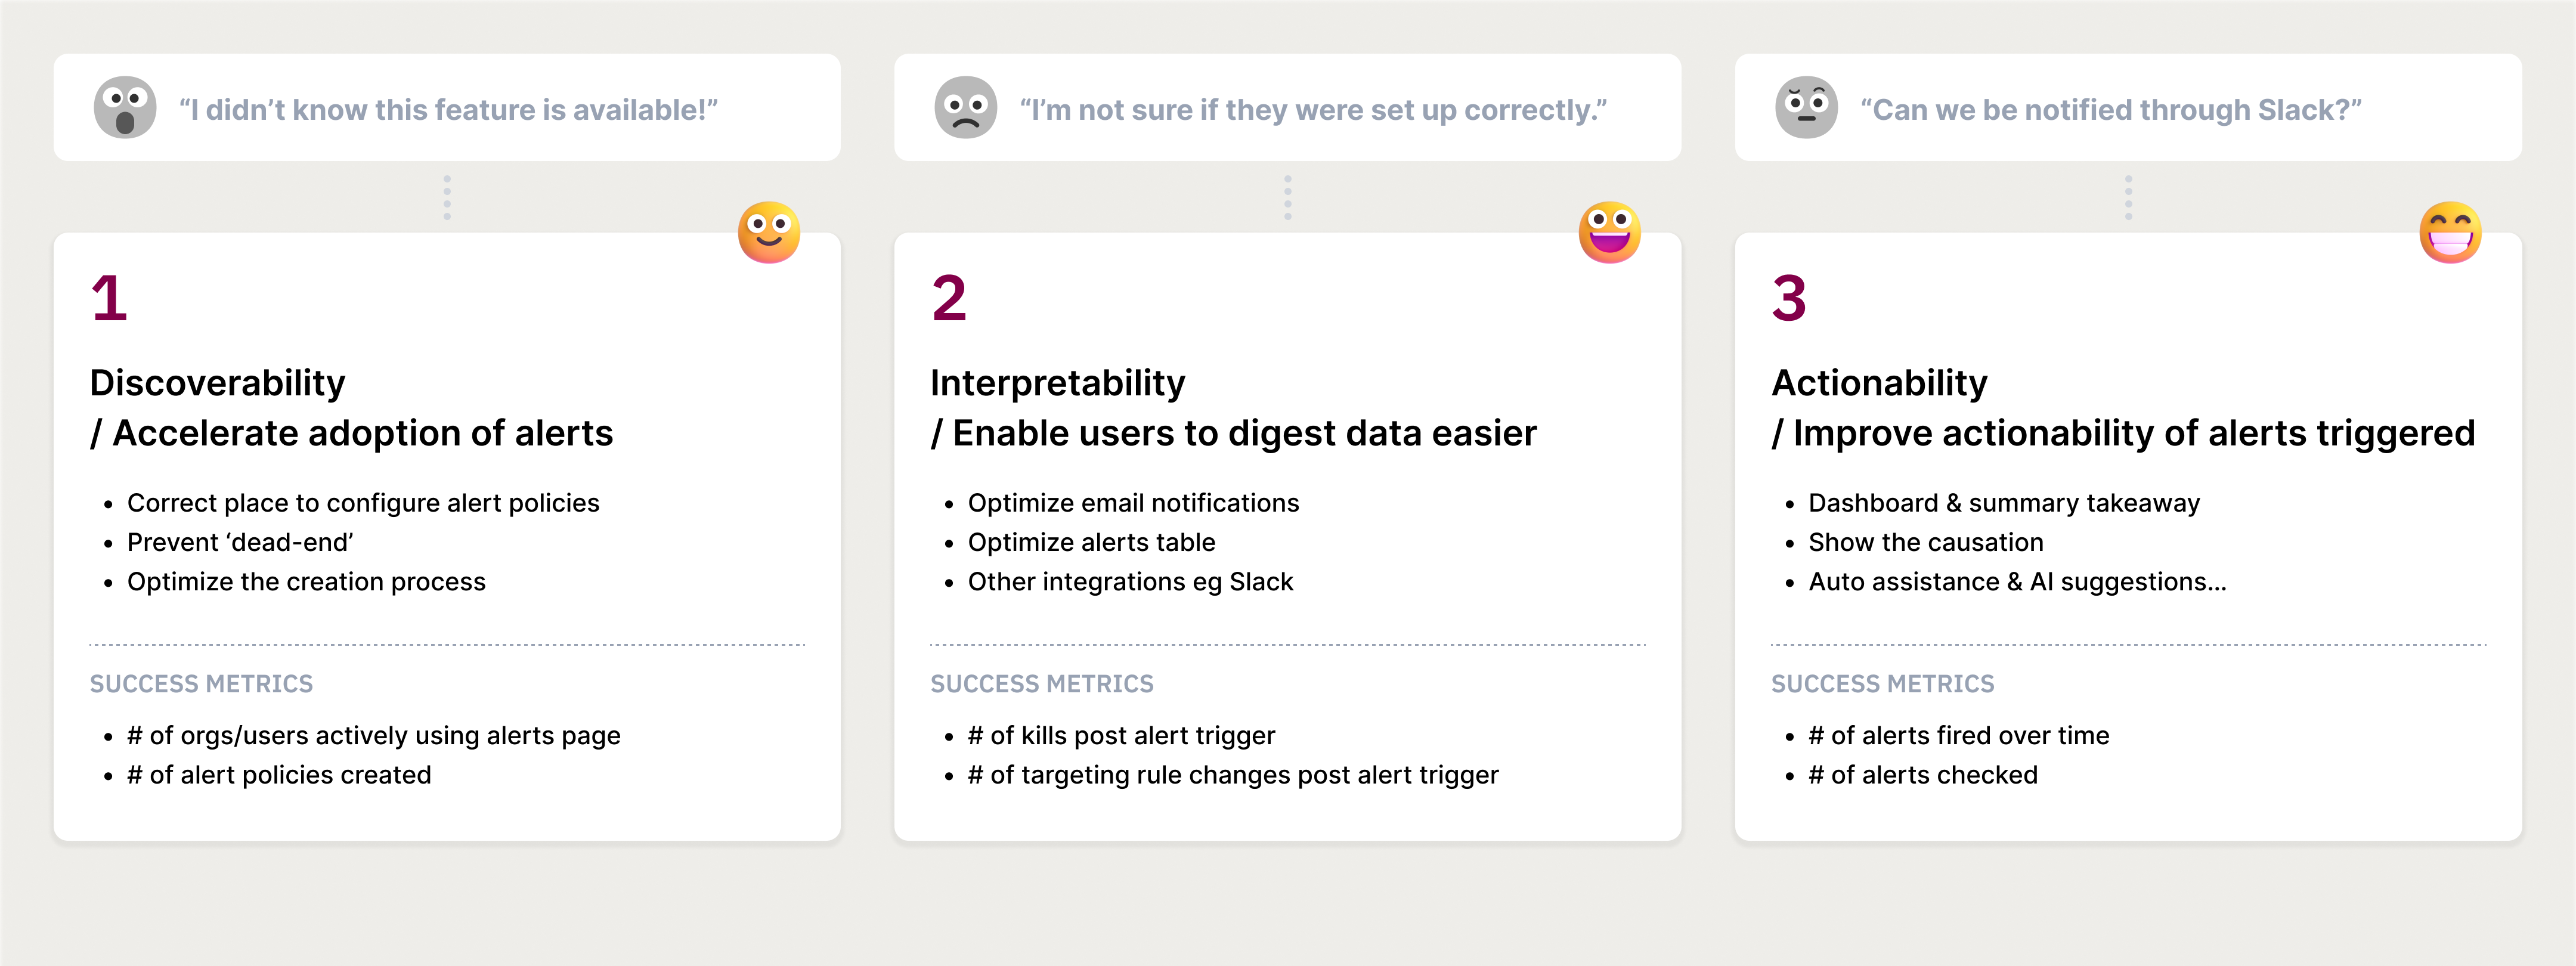 “I didn’t know this feature is available!”
“I’m not sure if they were set up correctly.”
“Can we be notified through Slack?”
1
Discoverability
/ Accelerate adoption of alerts
• Correct place to configure alert policies
• Prevent ‘dead-end’
• Optimize the creation process
SUCCESS METRICS
• # of orgs/users actively using alerts page
• # of alert policies created
2
Interpretability
/ Enable users to digest data easier
• Optimize email notifications
• Optimize alerts table
• Other integrations eg Slack
SUCCESS METRICS
• # of kills post alert trigger
• # of targeting rule changes post alert trigger
3
Actionability
/ Improve actionability of alerts triggered
• Dashboard & summary takeaway
• Show the causation
• Auto assistance & AI suggestions...
SUCCESS METRICS
• # of alerts fired over time
• # of alerts checked